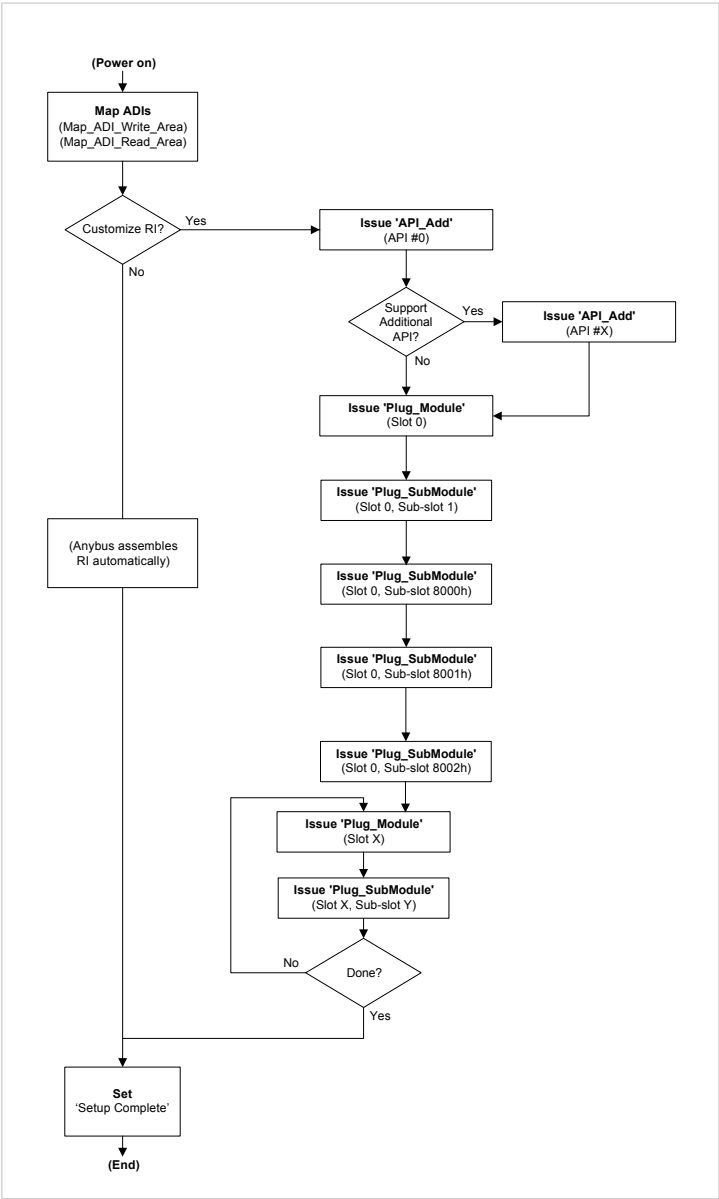 (Power on)
Map ADIs
(Map_ADI_Write_Area)
(Map_ADI_Read_Area)
Customize RI?
Yes
No
Issue 'API_Add'
(API #0)
Support
Additional
API?
Yes
No
Issue 'API_Add'
(API #X)
Issue 'Plug_Module'
(Slot 0)
Issue 'Plug_SubModule'
(Slot 0, Sub-slot 1)
(Anybus assembles
RI automatically)
Issue 'Plug_SubModule'
(Slot 0, Sub-slot 8000h)
Issue 'Plug_SubModule'
(Slot 0, Sub-slot 8001h)
Issue 'Plug_SubModule'
(Slot 0, Sub-slot 8002h)
Issue 'Plug_Module'
(Slot X)
Issue 'Plug_SubModule'
(Slot X, Sub-slot Y)
No
Done?
Yes
Set
‘Setup Complete’
(End)